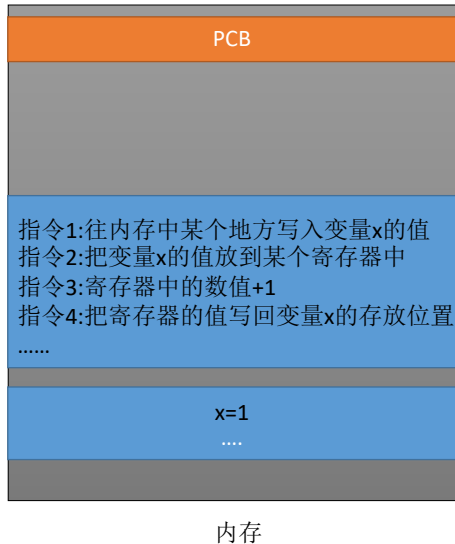 PCB
指令1:往内存中某个地方写入变量x的值
指令2:把变量x的值放到某个寄存器中
指令3:寄存器中的数值+1
指令4:把寄存器的值写回变量x的存放位置
……
x=1
....
内存